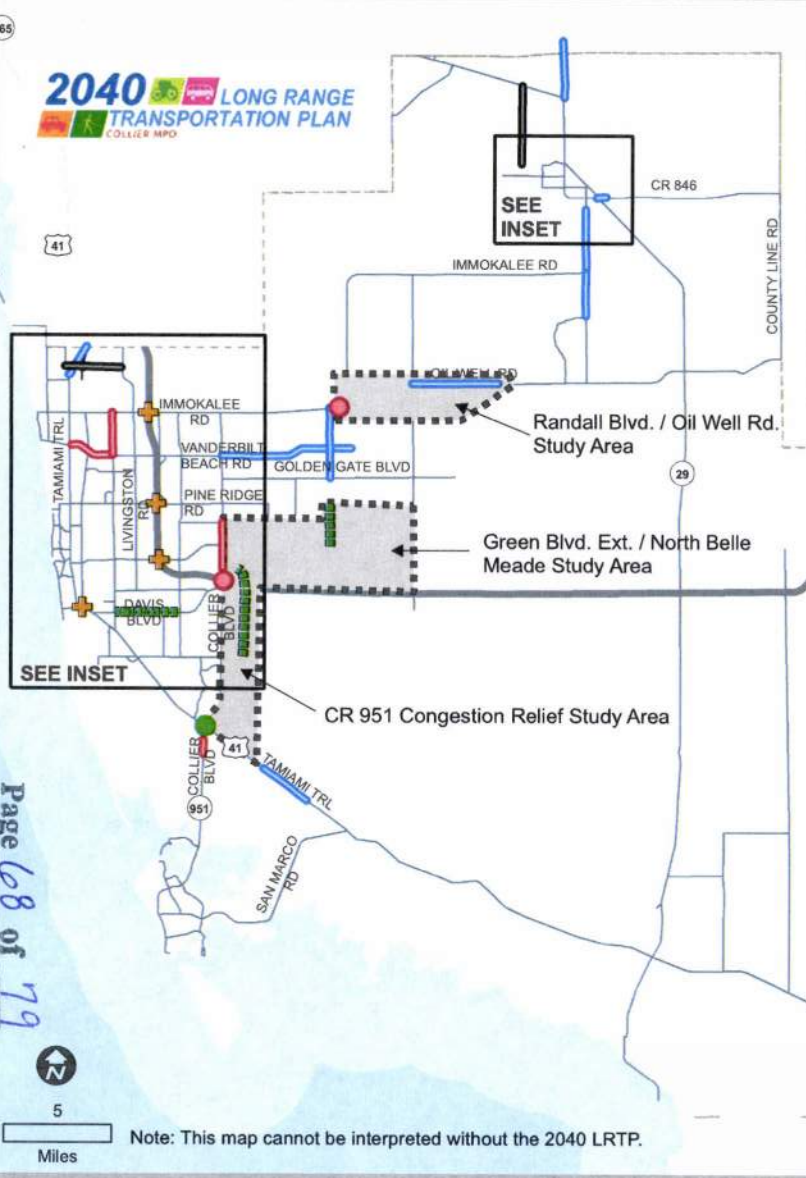 65
2040 LONG RANGE
TRANSPORTATION PLAN
COLLIER MPO
41
SEE
INSET
CR 846
COUNTY LINE RD
IMMOKALEE RD
OIL WELL RD
IMMOKALEE
RD
Randall Blvd. / Oil Well Rd.
Study Area
TAMIAMI TRL
VANDERBILT
BEACH RD
GOLDEN GATE BLVD
29
LIVINGSTON
RD
PINE RIDGE
RD
Green Blvd. Ext. / North Belle
Meade Study Area
DAVIS
BLVD
COLLIER
BLVD
SEE INSET
CR 951 Congestion Relief Study Area
41
COLLIER
BLVD
TAMIAMI TRL
951
SAN MARCO
RD
Page 68 of 79
N
5
Miles
Note: This map cannot be interpreted without the 2040 LRTP.